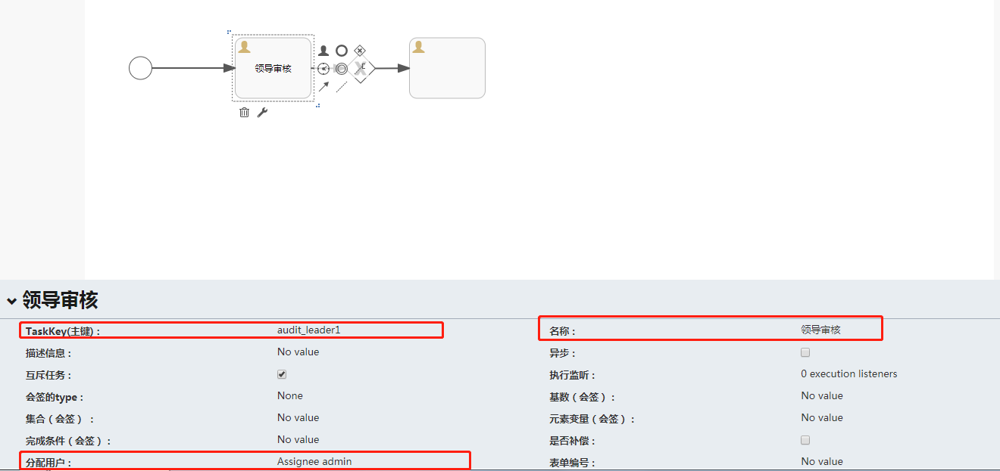 领导审核
领导审核
TaskKey(主键)： audit_leader1 名称： 领导审核
描述信息： No value 异步：
互斥任务： 执行监听： 0 execution listeners
会签的type： None 基数（会签）： No value
集合（会签）： No value 元素变量（会签）： No value
完成条件（会签）： No value 是否补偿：
分配用户： Assignee admin 表单编号： No value